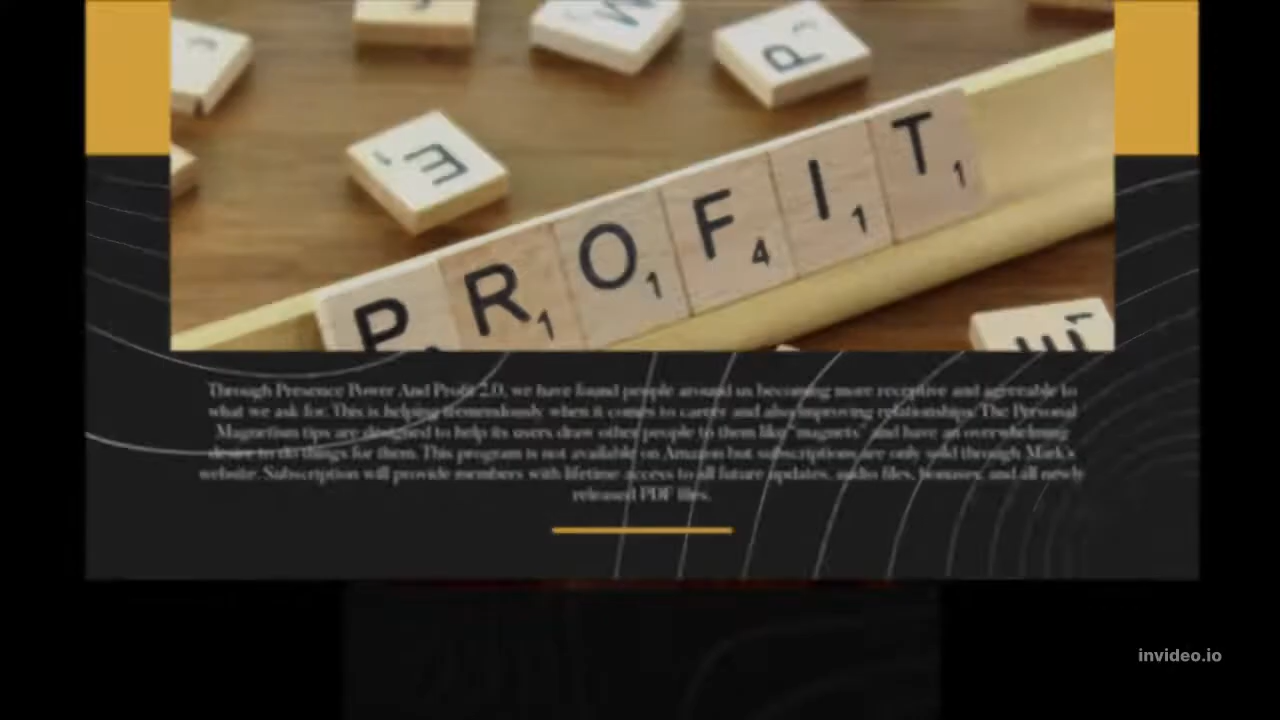 PROFIT
Through Presence Power And Profit 2.0, we have found people around us becoming more receptive and agreeable to
what we ask for. This is helping tremendously when it comes to career and also improving relationships. The Personal
Magnetism tips are designed to help its users draw other people to them like "magnets" and have an overwhelming
desire to do things for them. This program is not available on Amazon but subscriptions are only sold through Mark's
website. Subscription will provide members with lifetime access to all future updates, audio files, bonuses, and all newly
released PDF files.
invideo.io